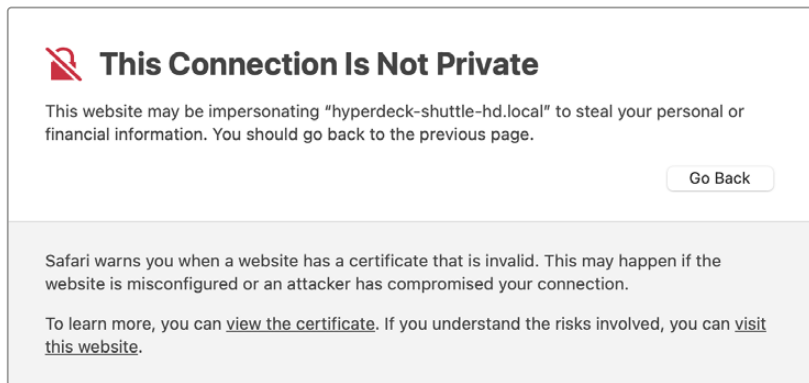 This Connection Is Not Private
This website may be impersonating “hyperdeck-shuttle-hd.local” to steal your personal or
financial information. You should go back to the previous page.
Go Back
Safari warns you when a website has a certificate that is invalid. This may happen if the
website is misconfigured or an attacker has compromised your connection.
To learn more, you can view the certificate. If you understand the risks involved, you can visit
this website.